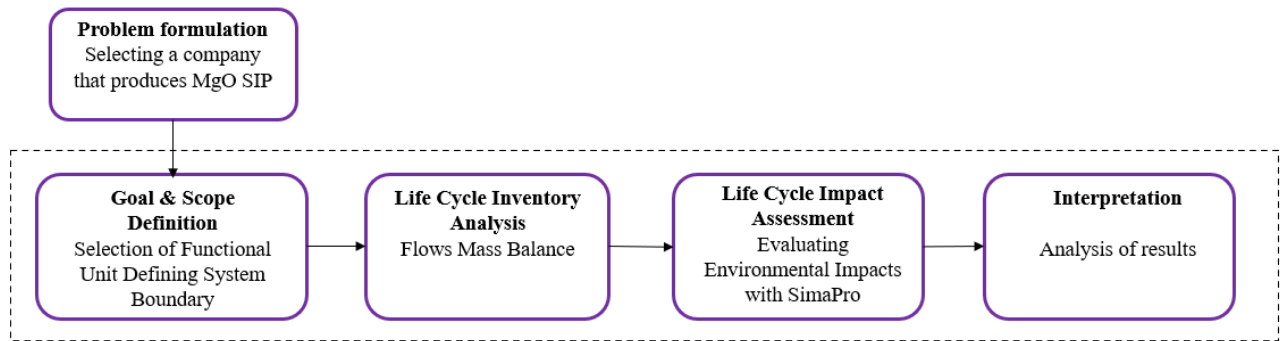 Problem formulation
Selecting a company
that produces MgO SIP
Goal & Scope
Definition
Selection of Functional
Unit Defining System
Boundary
Life Cycle Inventory
Analysis
Flows Mass Balance
Life Cycle Impact
Assessment
Evaluating
Environmental Impacts
with SimaPro
Interpretation
Analysis of results